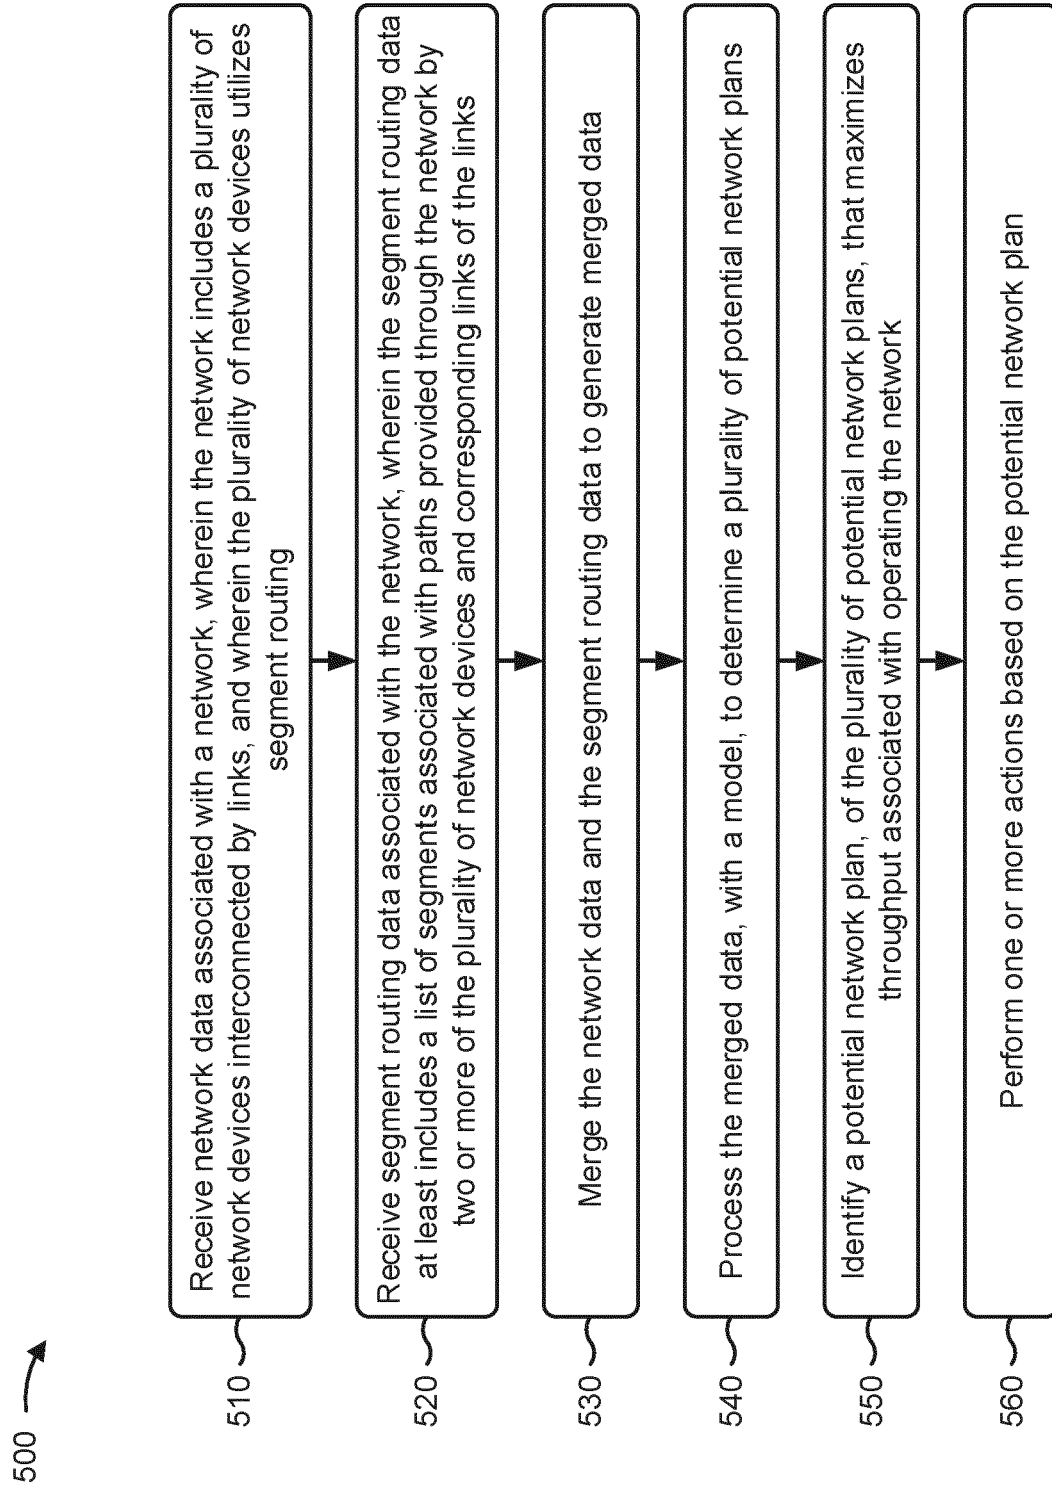 500
510
Receive network data associated with a network, wherein the network includes a plurality of
network devices interconnected by links, and wherein the plurality of network devices utilizes
segment routing
520
Receive segment routing data associated with the network, wherein the segment routing data
at least includes a list of segments associated with paths provided through the network by
two or more of the plurality of network devices and corresponding links of the links
530
Merge the network data and the segment routing data to generate merged data
540
Process the merged data, with a model, to determine a plurality of potential network plans
550
Identify a potential network plan, of the plurality of potential network plans, that maximizes
throughput associated with operating the network
560
Perform one or more actions based on the potential network plan